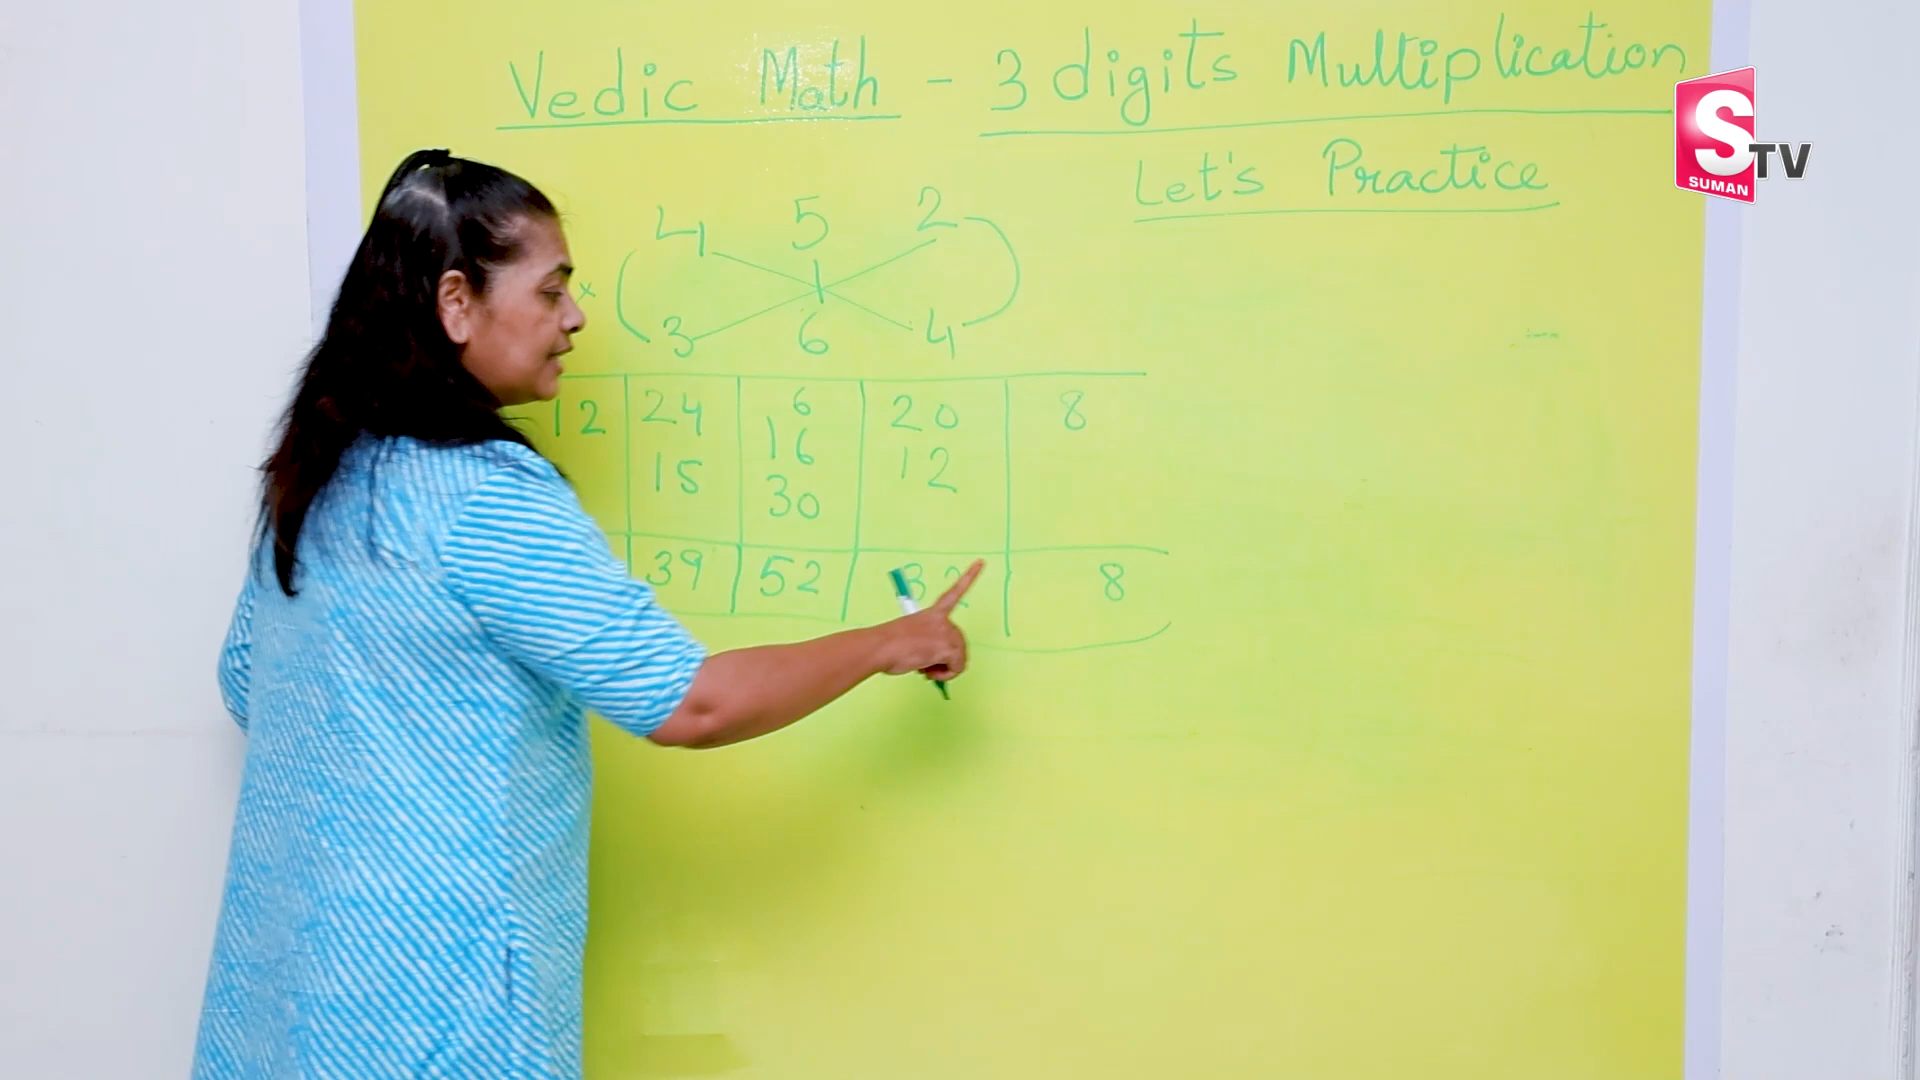 Vedic Math - 3 digits Multiplication
Let's Practice
4 5 2
× 3 6 4
12 24 6 20 8
15 16 12
30
39 52 32 8
S TV
SUMAN